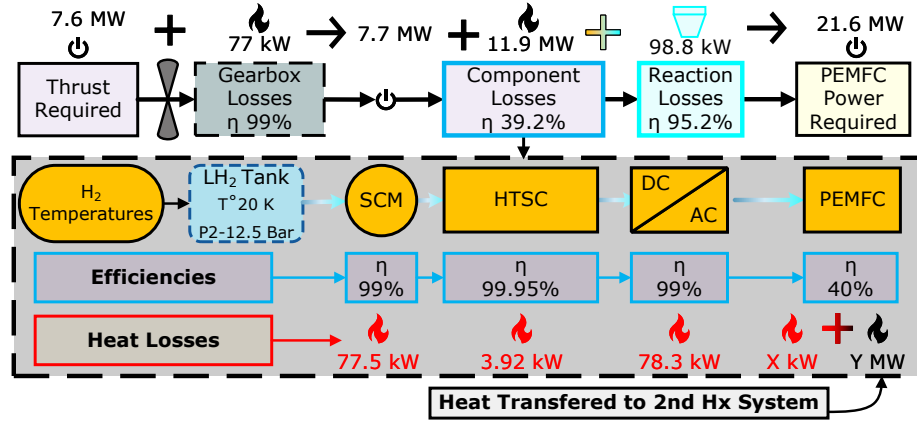 7.6 MW
77 kW
7.7 MW
11.9 MW
98.8 kW
21.6 MW
Thrust
Required
Gearbox
Losses
η 99%
Component
Losses
η 39.2%
Reaction
Losses
η 95.2%
PEMFC
Power
Required
H₂
Temperatures
LH₂ Tank
T°20 K
P2-12.5 Bar
SCM
HTSC
DC
AC
PEMFC
Efficiencies
η
99%
η
99.95%
η
99%
η
40%
Heat Losses
77.5 kW
3.92 kW
78.3 kW
X kW
Y MW
Heat Transfered to 2nd Hx System